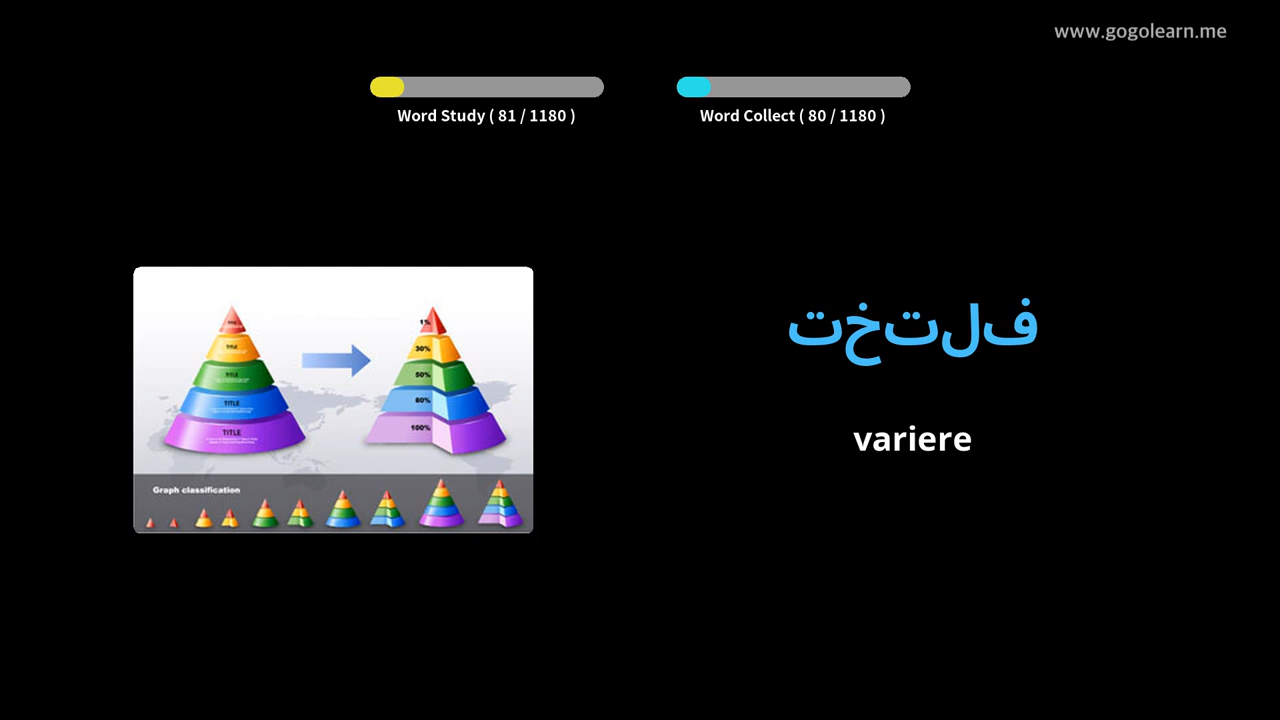 www.gogolearn.me
Word Study ( 81 / 1180 )
Word Collect ( 80 / 1180 )
تختلف
variere
TITLE
TITLE
TITLE
TITLE
1%
30%
50%
80%
100%
Graph classification